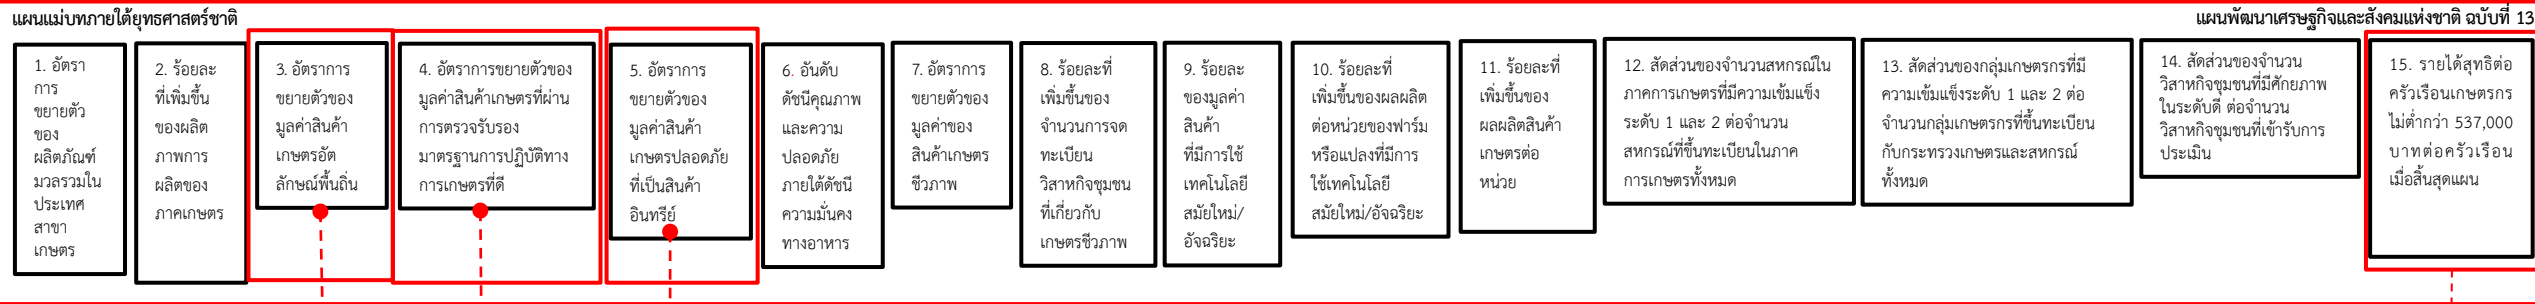 แผนแม่บทภายใต้ยุทธศาสตร์ชาติ
แผนพัฒนาเศรษฐกิจและสังคมแห่งชาติ ฉบับที่ 13
1. อัตรา
การ
ขยายตัว
ของ
ผลิตภัณฑ์
มวลรวมใน
ประเทศ
สาขา
เกษตร
2. ร้อยละ
ที่เพิ่มขึ้น
ของผลิต
ภาพการ
ผลิตของ
ภาคเกษตร
3. อัตราการ
ขยายตัวของ
มูลค่าสินค้า
เกษตรอัต
ลักษณ์พื้นถิ่น
4. อัตราการขยายตัวของ
มูลค่าสินค้าเกษตรที่ผ่าน
การตรวจรับรอง
มาตรฐานการปฏิบัติทาง
การเกษตรที่ดี
5. อัตราการ
ขยายตัวของ
มูลค่าสินค้า
เกษตรปลอดภัย
ที่เป็นสินค้า
อินทรีย์
6. อันดับ
ดัชนีคุณภาพ
และความ
ปลอดภัย
ภายใต้ดัชนี
ความมั่นคง
ทางอาหาร
7. อัตราการ
ขยายตัวของ
มูลค่าของ
สินค้าเกษตร
ชีวภาพ
8. ร้อยละที่
เพิ่มขึ้นของ
จำนวนการจด
ทะเบียน
วิสาหกิจชุมชน
ที่เกี่ยวกับ
เกษตรชีวภาพ
9. ร้อยละ
ของมูลค่า
สินค้า
ที่มีการใช้
เทคโนโลยี
สมัยใหม่/
อัจฉริยะ
10. ร้อยละที่
เพิ่มขึ้นของผลผลิต
ต่อหน่วยของฟาร์ม
หรือแปลงที่มีการ
ใช้เทคโนโลยี
สมัยใหม่/อัจฉริยะ
11. ร้อยละที่
เพิ่มขึ้นของ
ผลผลิตสินค้า
เกษตรต่อ
หน่วย
12. สัดส่วนของจำนวนสหกรณ์ใน
ภาคการเกษตรที่มีความเข้มแข็ง
ระดับ 1 และ 2 ต่อจำนวน
สหกรณ์ที่ขึ้นทะเบียนในภาค
การเกษตรทั้งหมด
13. สัดส่วนของกลุ่มเกษตรกรที่มี
ความเข้มแข็งระดับ 1 และ 2 ต่อ
จำนวนกลุ่มเกษตรกรที่ขึ้นทะเบียน
กับกระทรวงเกษตรและสหกรณ์
ทั้งหมด
14. สัดส่วนของจำนวน
วิสาหกิจชุมชนที่มีศักยภาพ
ในระดับดี ต่อจำนวน
วิสาหกิจชุมชนที่เข้ารับการ
ประเมิน
15. รายได้สุทธิต่อ
ครัวเรือนเกษตรกร
ไม่ต่ำกว่า 537,000
บาทต่อครัวเรือน
เมื่อสิ้นสุดแผน